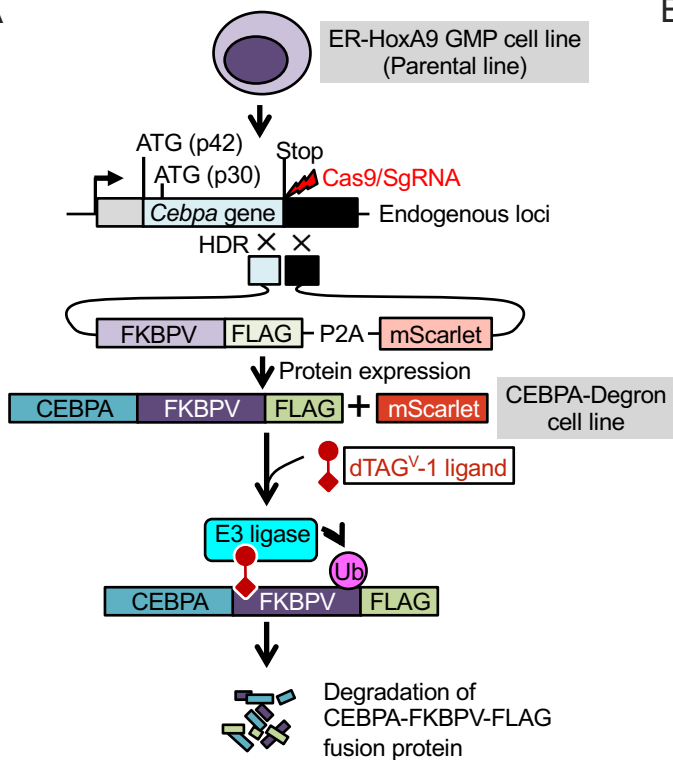 A
B
ER-HoxA9 GMP cell line
(Parental line)
ATG (p42)
Stop
ATG (p30)
Cas9/SgRNA
Cebpa gene
Endogenous loci
HDR
FKBPV
FLAG
P2A
mScarlet
Protein expression
CEBPA
FKBPV
FLAG
+
mScarlet
CEBPA-Degron
cell line
dTAGⱽ-1 ligand
E3 ligase
Ub
CEBPA
FKBPV
FLAG
Degradation of
CEBPA-FKBPV-FLAG
fusion protein